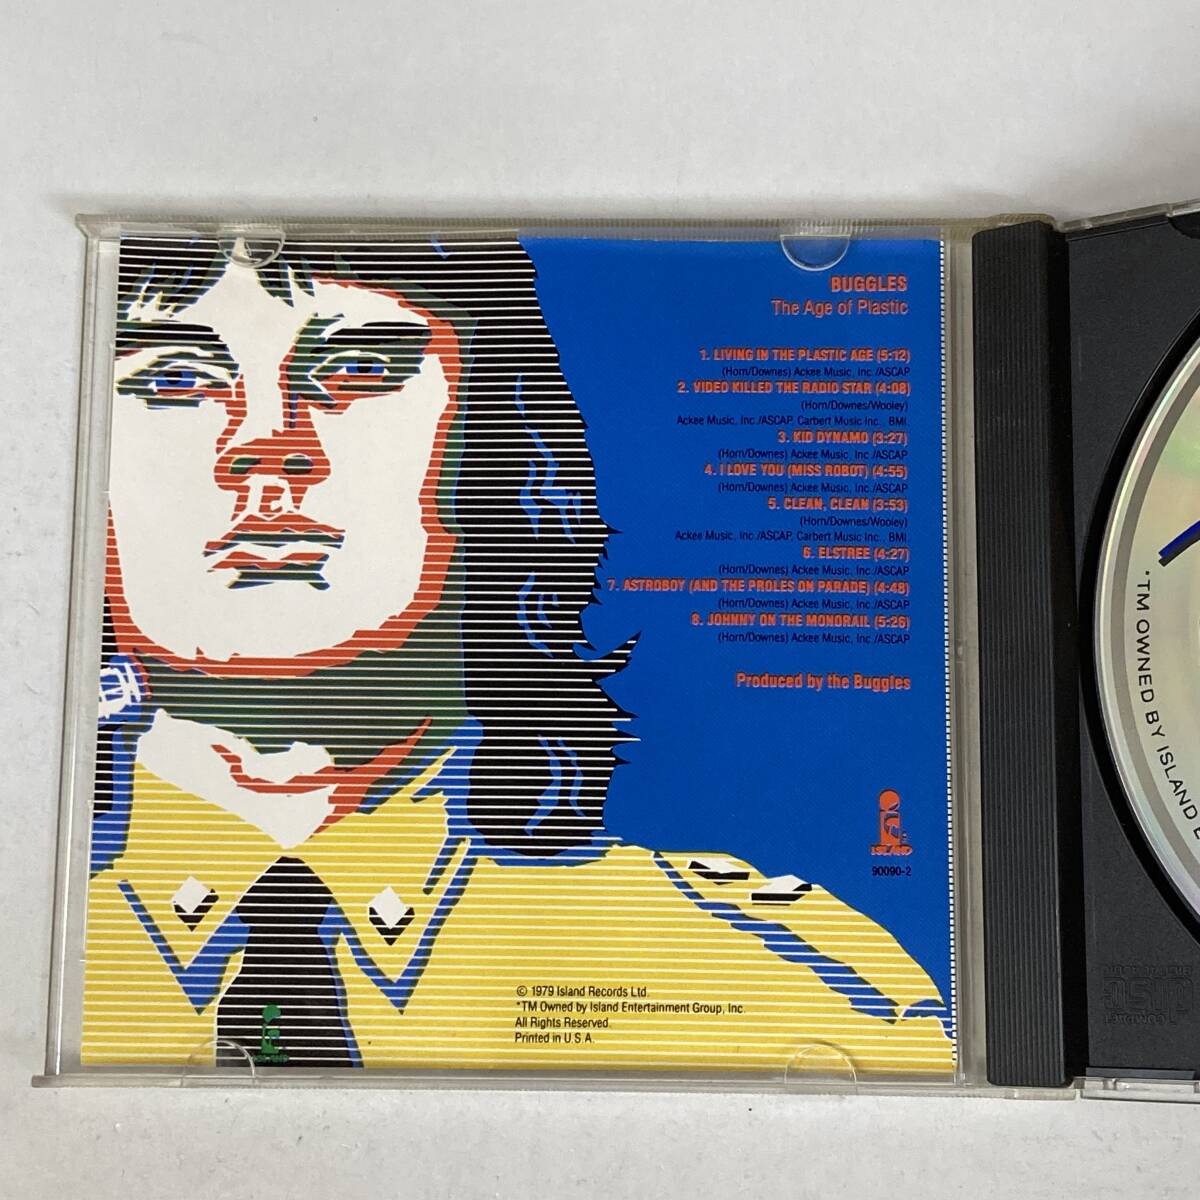 BUGGLES
The Age of Plastic
1. LIVING IN THE PLASTIC AGE (5:12)
(Horn/Downes) Ackee Music, Inc./ASCAP
2. VIDEO KILLED THE RADIO STAR (4:08)
(Horn/Downes/Wooley)
Ackee Music, Inc./ASCAP, Carbert Music Inc., BMI.
3. KID DYNAMO (3:27)
(Horn/Downes) Ackee Music, Inc./ASCAP
4. I LOVE YOU (MISS ROBOT) (4:55)
(Horn/Downes) Ackee Music, Inc./ASCAP
5. CLEAN, CLEAN (3:53)
(Horn/Downes/Wooley)
Ackee Music, Inc./ASCAP, Carbert Music Inc., BMI.
6. ELSTREE (4:27)
(Horn/Downes) Ackee Music, Inc./ASCAP
7. ASTROBOY (AND THE PROLES ON PARADE) (4:48)
(Horn/Downes) Ackee Music, Inc./ASCAP
8. JOHNNY ON THE MONORAIL (5:26)
(Horn/Downes) Ackee Music, Inc./ASCAP
Produced by the Buggles
ISLAND
90090-2
© 1979 Island Records Ltd.
*TM Owned by Island Entertainment Group, Inc.
All Rights Reserved.
Printed in U.S.A.
ISLAND
*TM OWNED BY ISLAND E
COMPACT